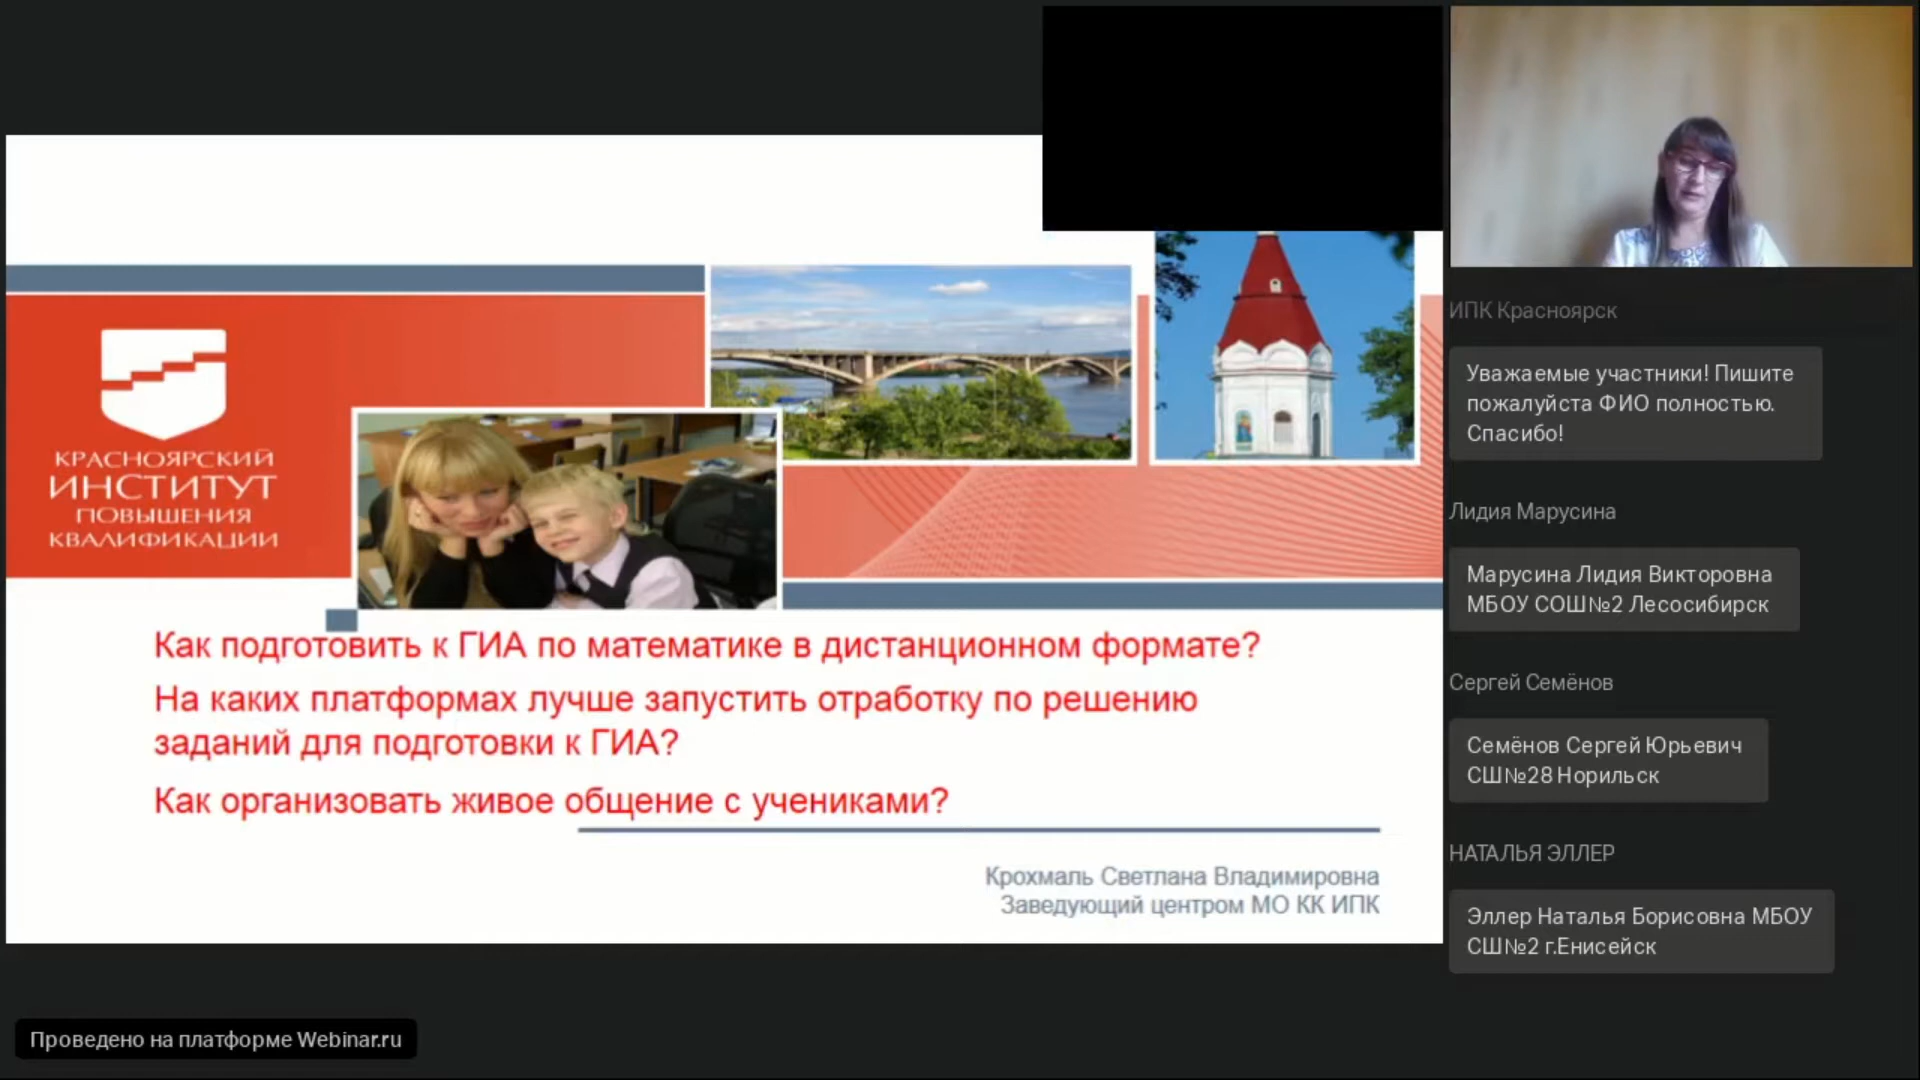 КРАСНОЯРСКИЙ
ИНСТИТУТ
ПОВЫШЕНИЯ
КВАЛИФИКАЦИИ
Как подготовить к ГИА по математике в дистанционном формате?
На каких платформах лучше запустить отработку по решению
заданий для подготовки к ГИА?
Как организовать живое общение с учениками?
Крохмаль Светлана Владимировна
Заведующий центром МО КК ИПК
ИПК Красноярск
Уважаемые участники! Пишите
пожалуйста ФИО полностью.
Спасибо!
Лидия Марусина
Марусина Лидия Викторовна
МБОУ СОШ№2 Лесосибирск
Сергей Семёнов
Семёнов Сергей Юрьевич
СШ№28 Норильск
НАТАЛЬЯ ЭЛЛЕР
Эллер Наталья Борисовна МБОУ
СШ№2 г.Енисейск
Проведено на платформе Webinar.ru